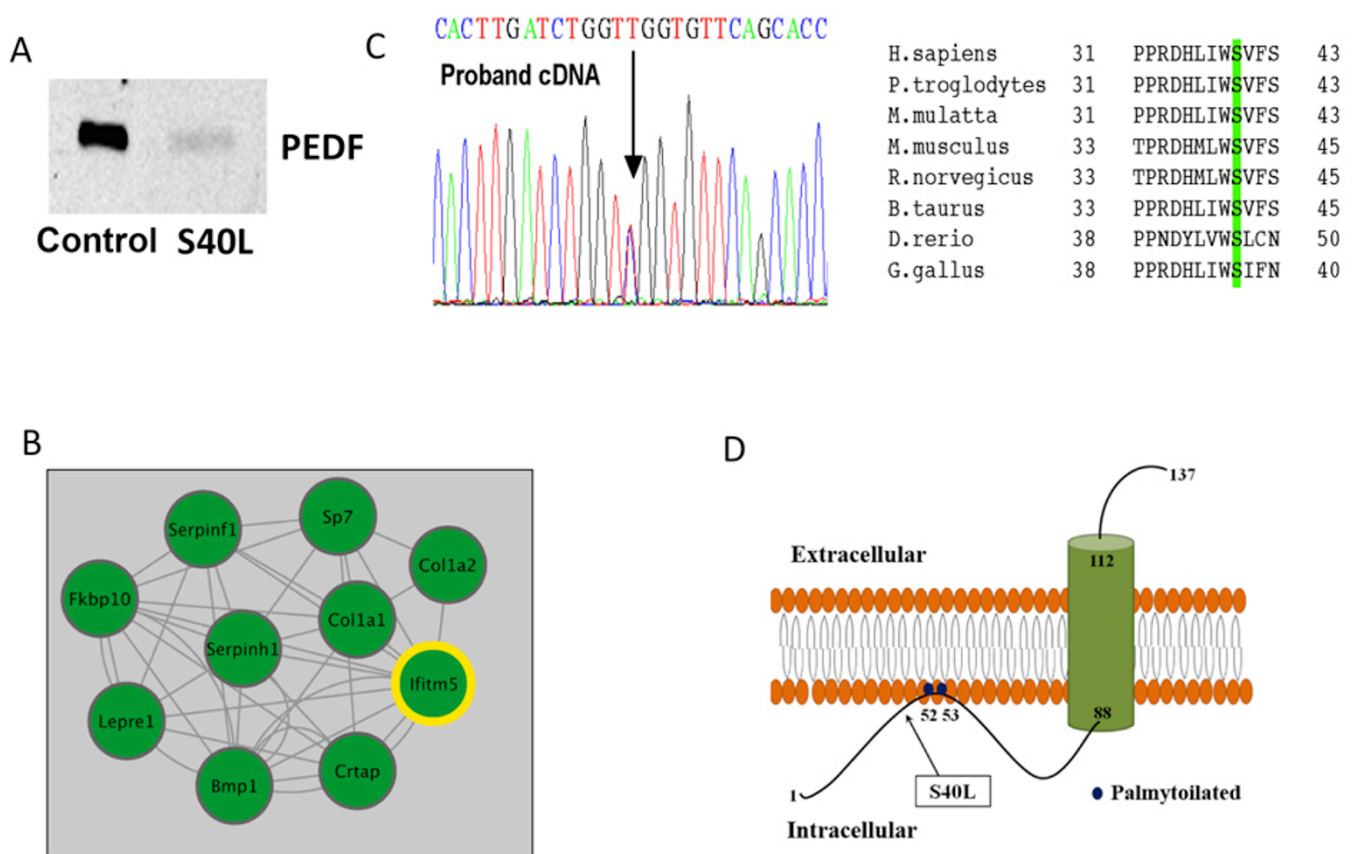 A
PEDF
Control S40L
C
CACTTGATCTGGTTGGTGTTCAGCACC
Proband cDNA
H.sapiens 31 PPRDHLIWSVFS 43
P.troglodytes 31 PPRDHLIWSVFS 43
M.mulatta 31 PPRDHLIWSVFS 43
M.musculus 33 TPRDHMLWSVFS 45
R.norvegicus 33 TPRDHMLWSVFS 45
B.taurus 33 PPRDHLIWSVFS 45
D.rerio 38 PPNDYLVWSLCN 50
G.gallus 38 PPRDHLIWSIFN 40
B
Serpinf1
Sp7
Col1a2
Fkbp10
Col1a1
Serpinh1
Ifitm5
Lepre1
Bmp1
Crtap
D
137
Extracellular
112
52 53
88
S40L
1
Palmytoilated
Intracellular